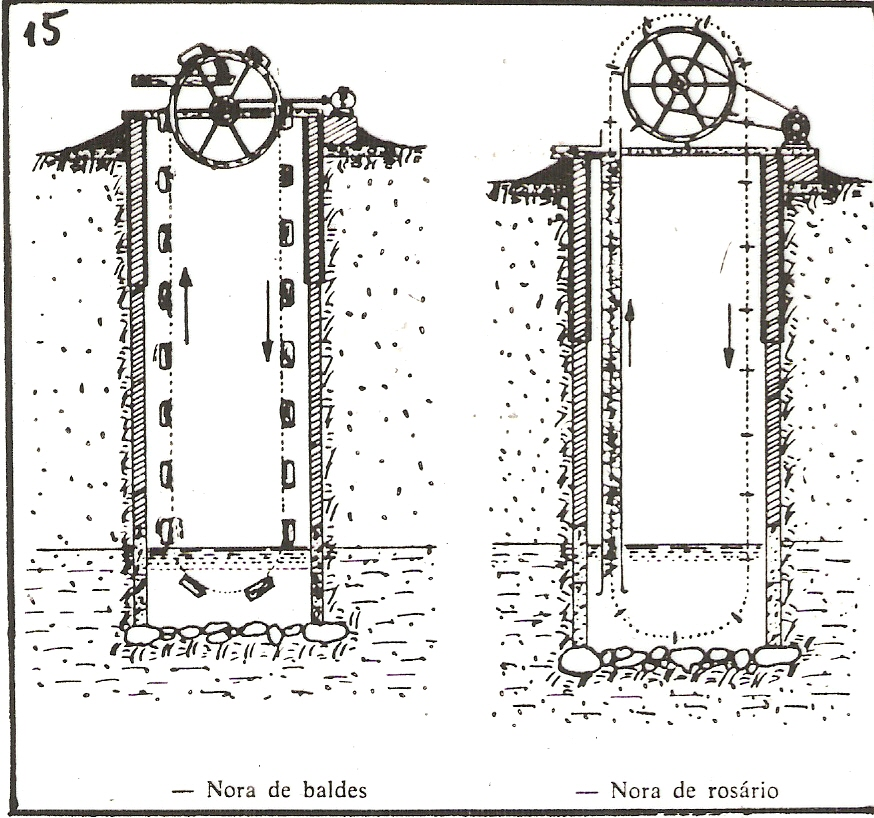 15
— Nora de baldes
— Nora de rosário